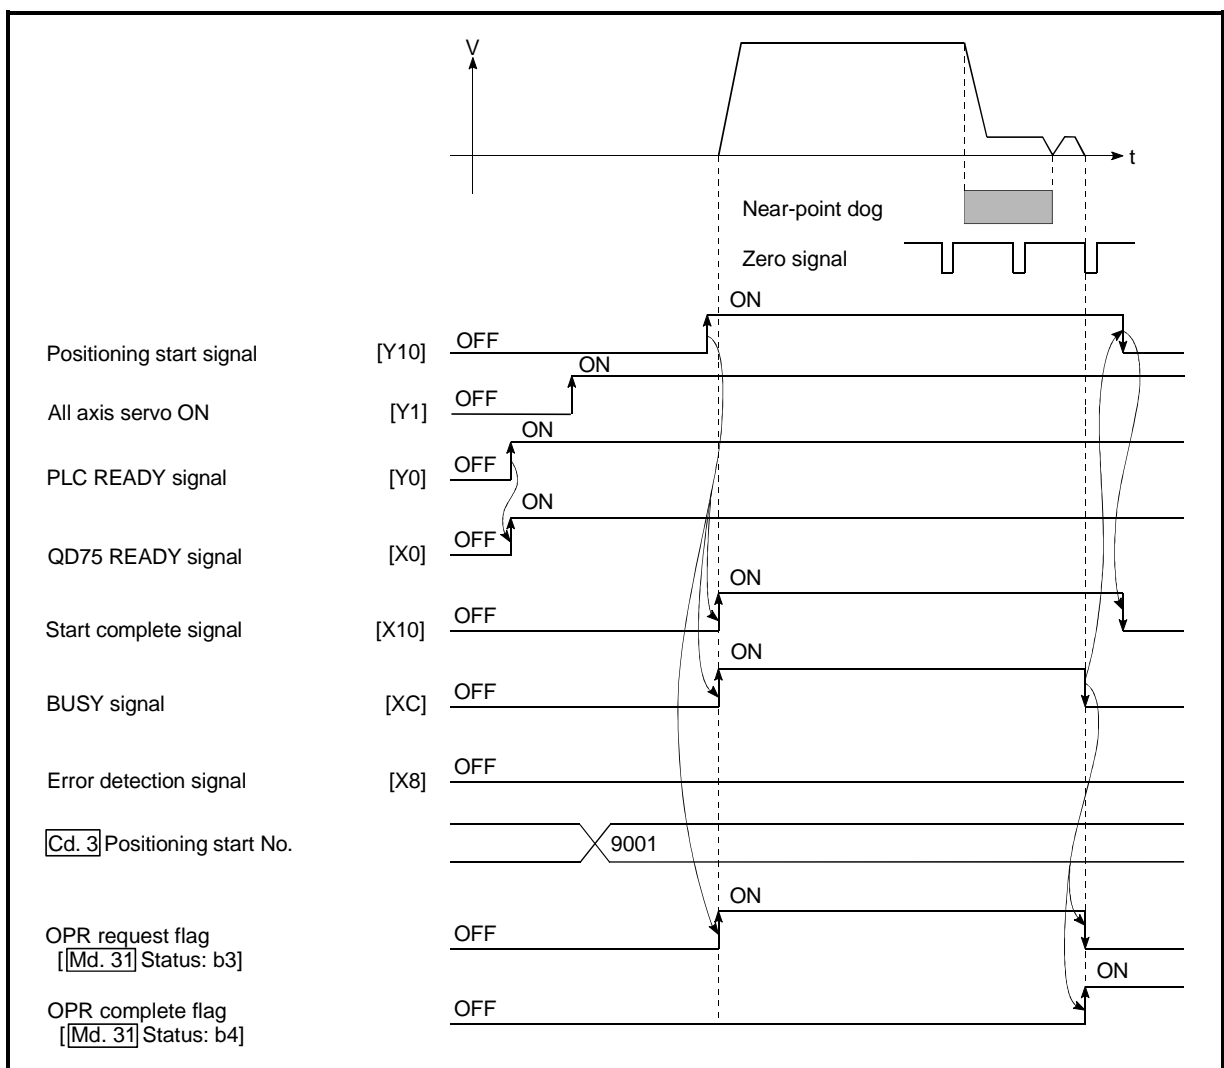 V
t
Near-point dog
Zero signal
ON
Positioning start signal [Y10] OFF
ON
All axis servo ON [Y1] OFF
ON
PLC READY signal [Y0] OFF
ON
QD75 READY signal [X0] OFF
ON
Start complete signal [X10] OFF
ON
BUSY signal [XC] OFF
Error detection signal [X8] OFF
Cd. 3 Positioning start No. 9001
ON
OPR request flag OFF
[ Md. 31 Status: b3]
ON
OPR complete flag OFF
[ Md. 31 Status: b4]